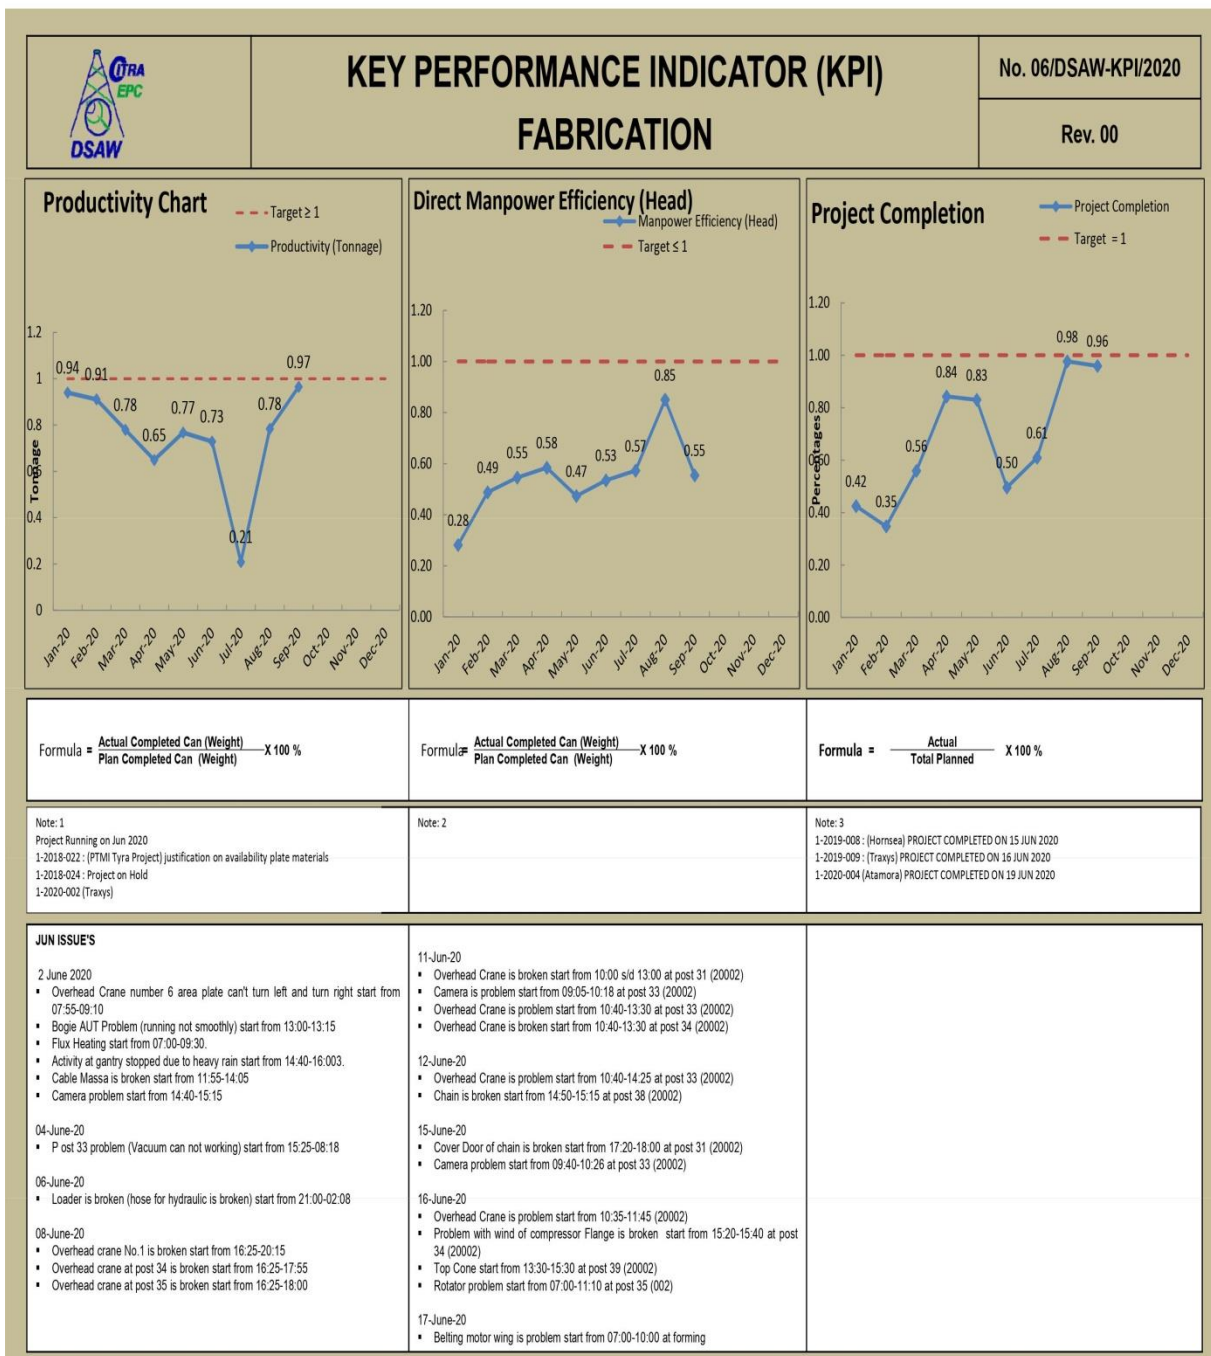 CITRA
EPC
DSAW
KEY PERFORMANCE INDICATOR (KPI)
FABRICATION
No. 06/DSAW-KPI/2020
Rev. 00
Productivity Chart
Target ≥ 1
Productivity (Tonnage)
Tonnage
1.2
1
0.8
0.6
0.4
0.2
0
0.94
0.91
0.78
0.65
0.77
0.73
0.21
0.78
0.97
Jan-20
Feb-20
Mar-20
Apr-20
May-20
Jun-20
Jul-20
Aug-20
Sep-20
Oct-20
Nov-20
Dec-20
Direct Manpower Efficiency (Head)
Manpower Efficiency (Head)
Target ≤ 1
1.20
1.00
0.80
0.60
0.40
0.20
0.00
0.28
0.49
0.55
0.58
0.47
0.53
0.57
0.85
0.55
Jan-20
Feb-20
Mar-20
Apr-20
May-20
Jun-20
Jul-20
Aug-20
Sep-20
Oct-20
Nov-20
Dec-20
Project Completion
Project Completion
Target = 1
Percentages
1.20
1.00
0.80
0.60
0.40
0.20
0.00
0.42
0.35
0.56
0.84
0.83
0.50
0.61
0.98
0.96
Jan-20
Feb-20
Mar-20
Apr-20
May-20
Jun-20
Jul-20
Aug-20
Sep-20
Oct-20
Nov-20
Dec-20
Formula = Actual Completed Can (Weight) X 100 %
Plan Completed Can (Weight)
Formula= Actual Completed Can (Weight) X 100 %
Plan Completed Can (Weight)
Formula = Actual X 100 %
Total Planned
Note: 1
Project Running on Jun 2020
1-2018-022 : (PTMI Tyra Project) justification on availability plate materials
1-2018-024 : Project on Hold
1-2020-002 (Traxys)
Note: 2
Note: 3
1-2019-008 : (Hornsea) PROJECT COMPLETED ON 15 JUN 2020
1-2019-009 : (Traxys) PROJECT COMPLETED ON 16 JUN 2020
1-2020-004 (Atamora) PROJECT COMPLETED ON 19 JUN 2020
JUN ISSUE'S
2 June 2020
▪ Overhead Crane number 6 area plate can't turn left and turn right start from
07:55-09:10
▪ Bogie AUT Problem (running not smoothly) start from 13:00-13:15
▪ Flux Heating start from 07:00-09:30.
▪ Activity at gantry stopped due to heavy rain start from 14:40-16:003.
▪ Cable Massa is broken start from 11:55-14:05
▪ Camera problem start from 14:40-15:15
04-June-20
▪ P ost 33 problem (Vacuum can not working) start from 15:25-08:18
06-June-20
▪ Loader is broken (hose for hydraulic is broken) start from 21:00-02:08
08-June-20
▪ Overhead crane No.1 is broken start from 16:25-20:15
▪ Overhead crane at post 34 is broken start from 16:25-17:55
▪ Overhead crane at post 35 is broken start from 16:25-18:00
11-Jun-20
▪ Overhead Crane is broken start from 10:00 s/d 13:00 at post 31 (20002)
▪ Camera is problem start from 09:05-10:18 at post 33 (20002)
▪ Overhead Crane is problem start from 10:40-13:30 at post 33 (20002)
▪ Overhead Crane is broken start from 10:40-13:30 at post 34 (20002)
12-June-20
▪ Overhead Crane is problem start from 10:40-14:25 at post 33 (20002)
▪ Chain is broken start from 14:50-15:15 at post 38 (20002)
15-June-20
▪ Cover Door of chain is broken start from 17:20-18:00 at post 31 (20002)
▪ Camera problem start from 09:40-10:26 at post 33 (20002)
16-June-20
▪ Overhead Crane is problem start from 10:35-11:45 (20002)
▪ Problem with wind of compressor Flange is broken start from 15:20-15:40 at post
34 (20002)
▪ Top Cone start from 13:30-15:30 at post 39 (20002)
▪ Rotator problem start from 07:00-11:10 at post 35 (002)
17-June-20
▪ Belting motor wing is problem start from 07:00-10:00 at forming